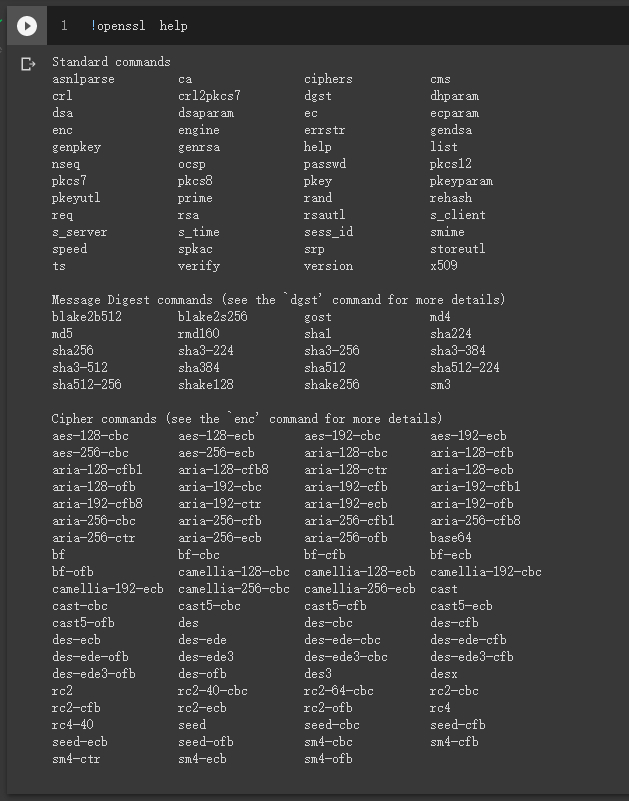 1 !openssl help
Standard commands
asn1parse ca ciphers cms
crl crl2pkcs7 dgst dhparam
dsa dsaparam ec ecparam
enc engine errstr gendsa
genpkey genrsa help list
nseq ocsp passwd pkcs12
pkcs7 pkcs8 pkey pkeyparam
pkeyutl prime rand rehash
req rsa rsautl s_client
s_server s_time sess_id smime
speed spkac srp storeutl
ts verify version x509
Message Digest commands (see the `dgst' command for more details)
blake2b512 blake2s256 gost md4
md5 rmd160 sha1 sha224
sha256 sha3-224 sha3-256 sha3-384
sha3-512 sha384 sha512 sha512-224
sha512-256 shake128 shake256 sm3
Cipher commands (see the `enc' command for more details)
aes-128-cbc aes-128-ecb aes-192-cbc aes-192-ecb
aes-256-cbc aes-256-ecb aria-128-cbc aria-128-cfb
aria-128-cfb1 aria-128-cfb8 aria-128-ctr aria-128-ecb
aria-128-ofb aria-192-cbc aria-192-cfb aria-192-cfb1
aria-192-cfb8 aria-192-ctr aria-192-ecb aria-192-ofb
aria-256-cbc aria-256-cfb aria-256-cfb1 aria-256-cfb8
aria-256-ctr aria-256-ecb aria-256-ofb base64
bf bf-cbc bf-cfb bf-ecb
bf-ofb camellia-128-cbc camellia-128-ecb camellia-192-cbc
camellia-192-ecb camellia-256-cbc camellia-256-ecb cast
cast-cbc cast5-cbc cast5-cfb cast5-ecb
cast5-ofb des des-cbc des-cfb
des-ecb des-ede des-ede-cbc des-ede-cfb
des-ede-ofb des-ede3 des-ede3-cbc des-ede3-cfb
des-ede3-ofb des-ofb des3 desx
rc2 rc2-40-cbc rc2-64-cbc rc2-cbc
rc2-cfb rc2-ecb rc2-ofb rc4
rc4-40 seed seed-cbc seed-cfb
seed-ecb seed-ofb sm4-cbc sm4-cfb
sm4-ctr sm4-ecb sm4-ofb